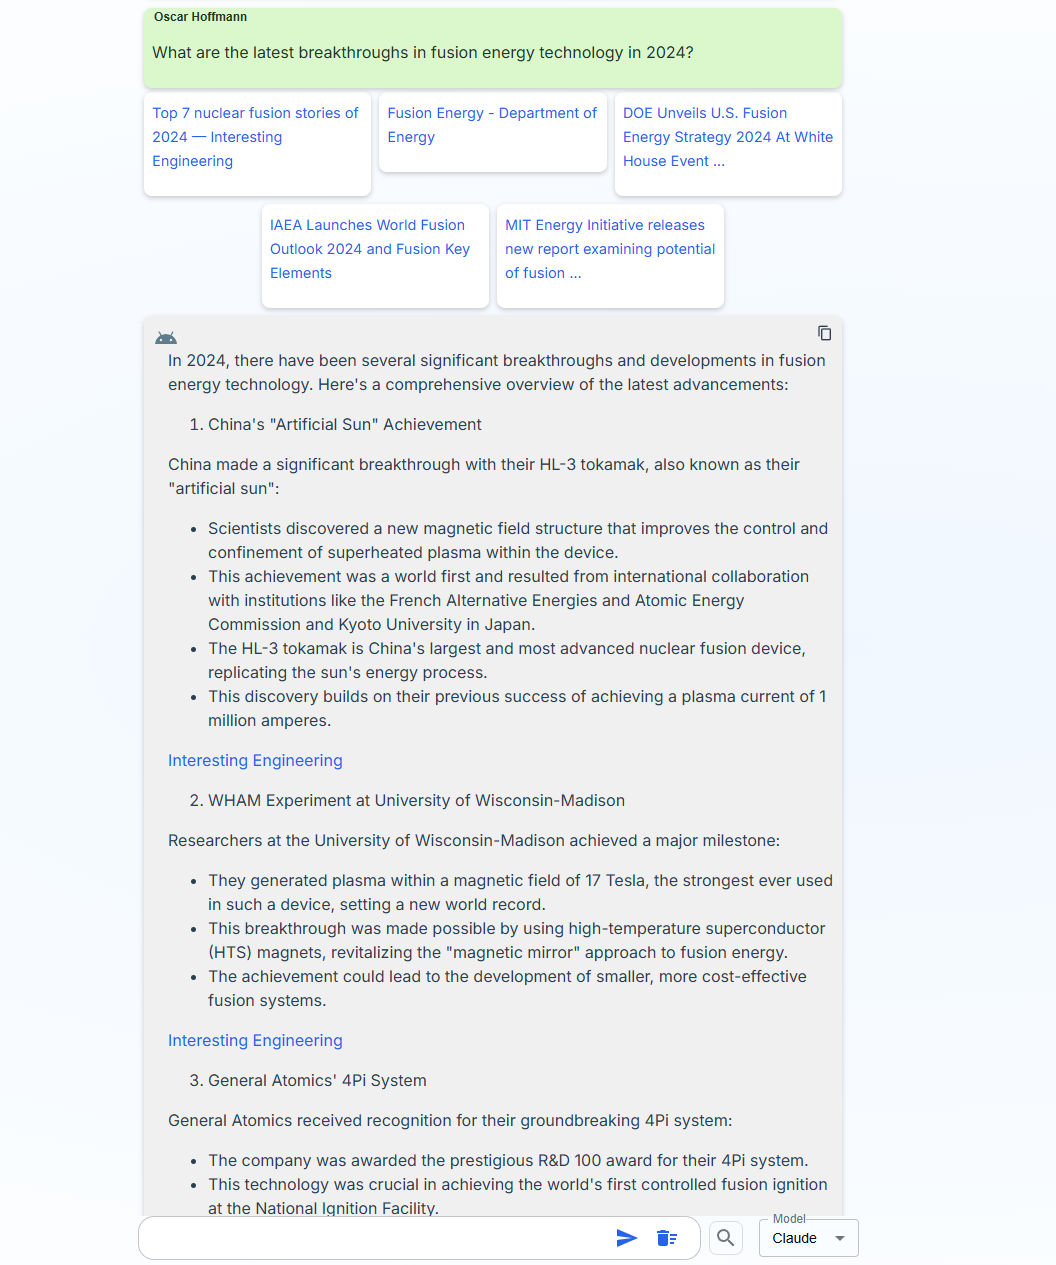 Oscar Hoffmann
What are the latest breakthroughs in fusion energy technology in 2024?
Top 7 nuclear fusion stories of
2024 — Interesting
Engineering
Fusion Energy - Department of
Energy
DOE Unveils U.S. Fusion
Energy Strategy 2024 At White
House Event ...
IAEA Launches World Fusion
Outlook 2024 and Fusion Key
Elements
MIT Energy Initiative releases
new report examining potential
of fusion ...
In 2024, there have been several significant breakthroughs and developments in fusion
energy technology. Here's a comprehensive overview of the latest advancements:
1. China's "Artificial Sun" Achievement
China made a significant breakthrough with their HL-3 tokamak, also known as their
"artificial sun":
• Scientists discovered a new magnetic field structure that improves the control and
confinement of superheated plasma within the device.
• This achievement was a world first and resulted from international collaboration
with institutions like the French Alternative Energies and Atomic Energy
Commission and Kyoto University in Japan.
• The HL-3 tokamak is China's largest and most advanced nuclear fusion device,
replicating the sun's energy process.
• This discovery builds on their previous success of achieving a plasma current of 1
million amperes.
Interesting Engineering
2. WHAM Experiment at University of Wisconsin-Madison
Researchers at the University of Wisconsin-Madison achieved a major milestone:
• They generated plasma within a magnetic field of 17 Tesla, the strongest ever used
in such a device, setting a new world record.
• This breakthrough was made possible by using high-temperature superconductor
(HTS) magnets, revitalizing the "magnetic mirror" approach to fusion energy.
• The achievement could lead to the development of smaller, more cost-effective
fusion systems.
Interesting Engineering
3. General Atomics' 4Pi System
General Atomics received recognition for their groundbreaking 4Pi system:
• The company was awarded the prestigious R&D 100 award for their 4Pi system.
• This technology was crucial in achieving the world's first controlled fusion ignition
at the National Ignition Facility.
Model
Claude